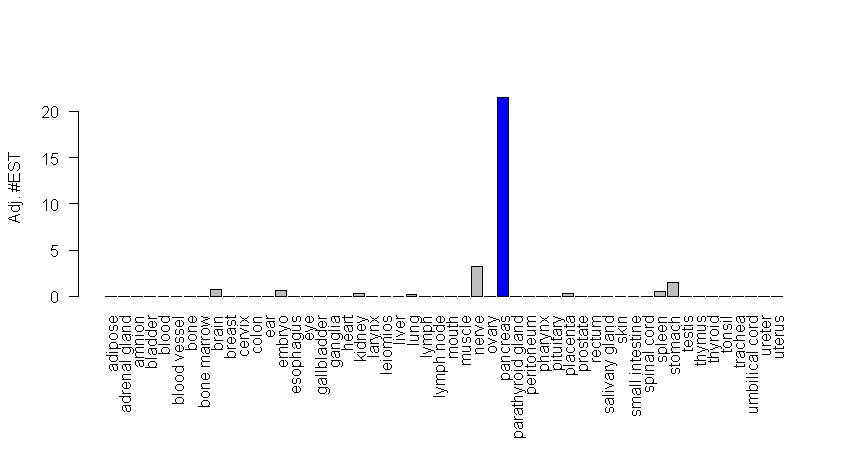 Adj. #EST
20
15
10
5
0
adipose
adrenal gland
amnion
bladder
blood
blood vessel
bone
bone marrow
brain
breast
cervix
colon
ear
embryo
esophagus
eye
gallbladder
ganglia
heart
kidney
larynx
leiomios
liver
lung
lymph
lymph node
mouth
muscle
nerve
ovary
pancreas
parathyroid gland
peritoneum
pharynx
pituitary
placenta
prostate
rectum
salivary gland
skin
small intestine
spinal cord
spleen
stomach
testis
thymus
thyroid
tonsil
trachea
umbilical cord
ureter
uterus